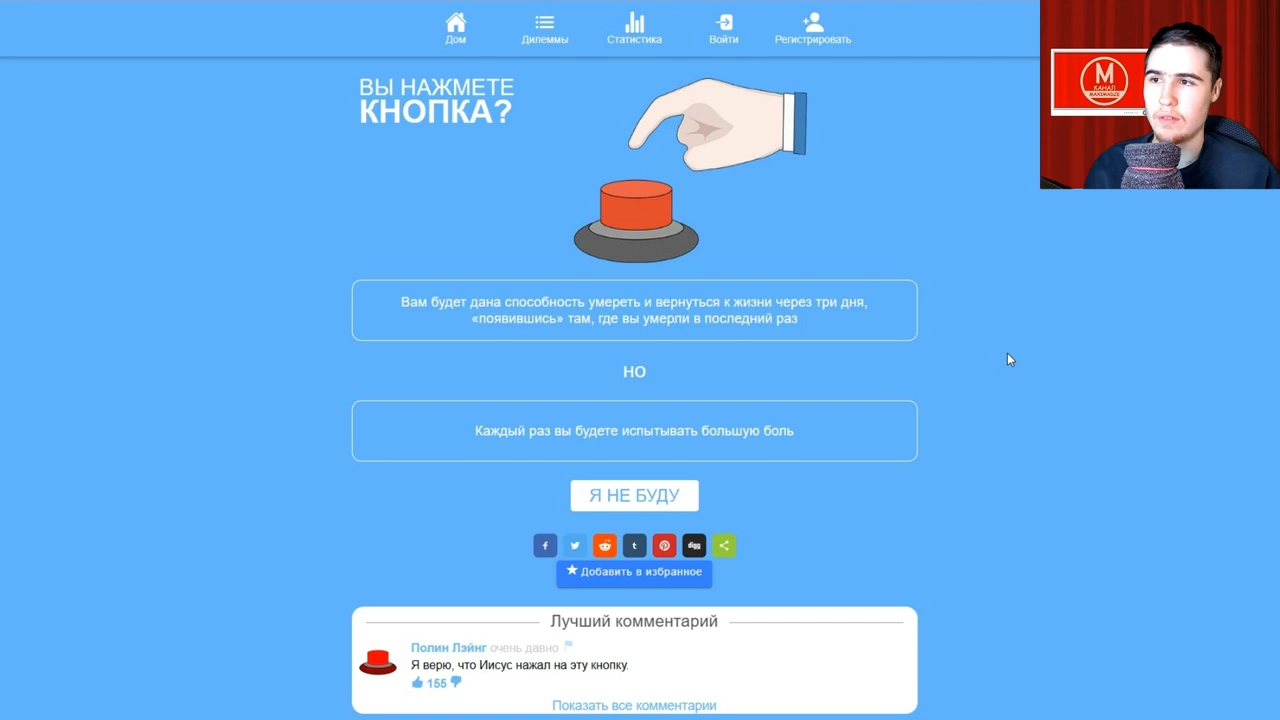 Дом
Дилеммы
Статистика
Войти
Регистрировать
ВЫ НАЖМЕТЕ
КНОПКА?
М
КАНАЛ
MAXIMADZE
Вам будет дана способность умереть и вернуться к жизни через три дня,
«появившись» там, где вы умерли в последний раз
НО
Каждый раз вы будете испытывать большую боль
Я НЕ БУДУ
f
t
digg
Добавить в избранное
Лучший комментарий
Полин Лэйнг очень давно
Я верю, что Иисус нажал на эту кнопку.
155
Показать все комментарии